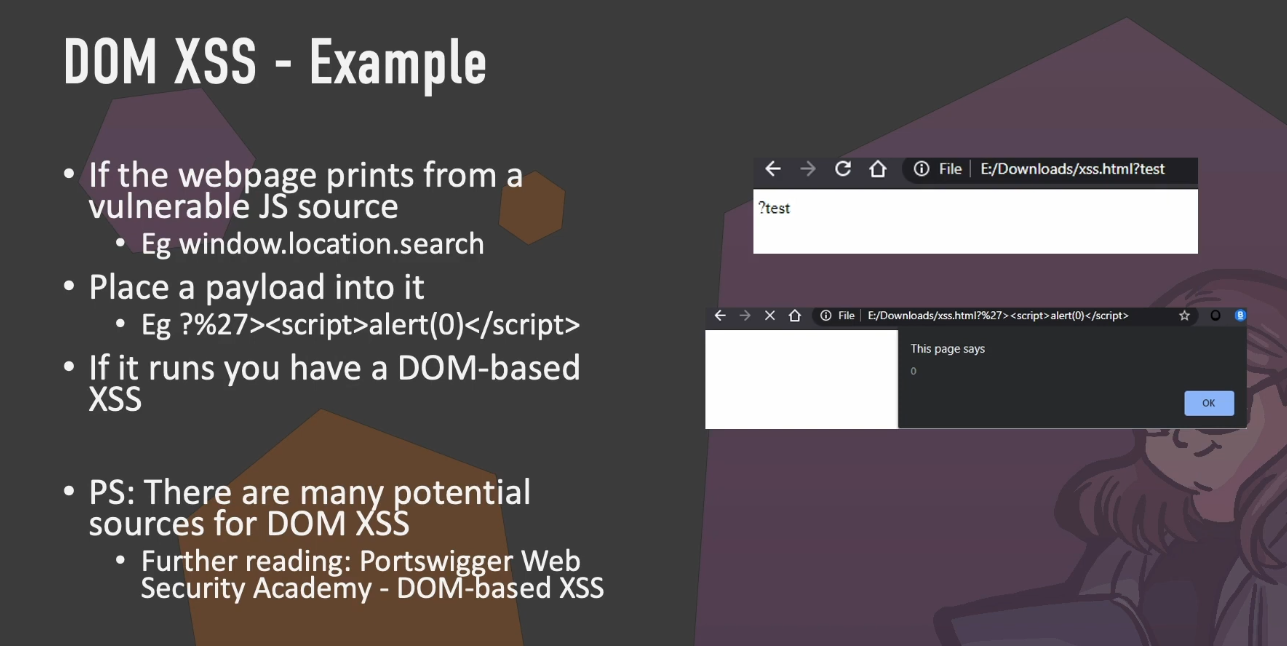 DOM XSS - Example
• If the webpage prints from a
vulnerable JS source
• Eg window.location.search
• Place a payload into it
• Eg ?%27><script>alert(0)</script>
• If it runs you have a DOM-based
XSS
• PS: There are many potential
sources for DOM XSS
• Further reading: Portswigger Web
Security Academy - DOM-based XSS
File | E:/Downloads/xss.html?test
?test
File | E:/Downloads/xss.html?%27><script>alert(0)</script>
This page says
0
OK